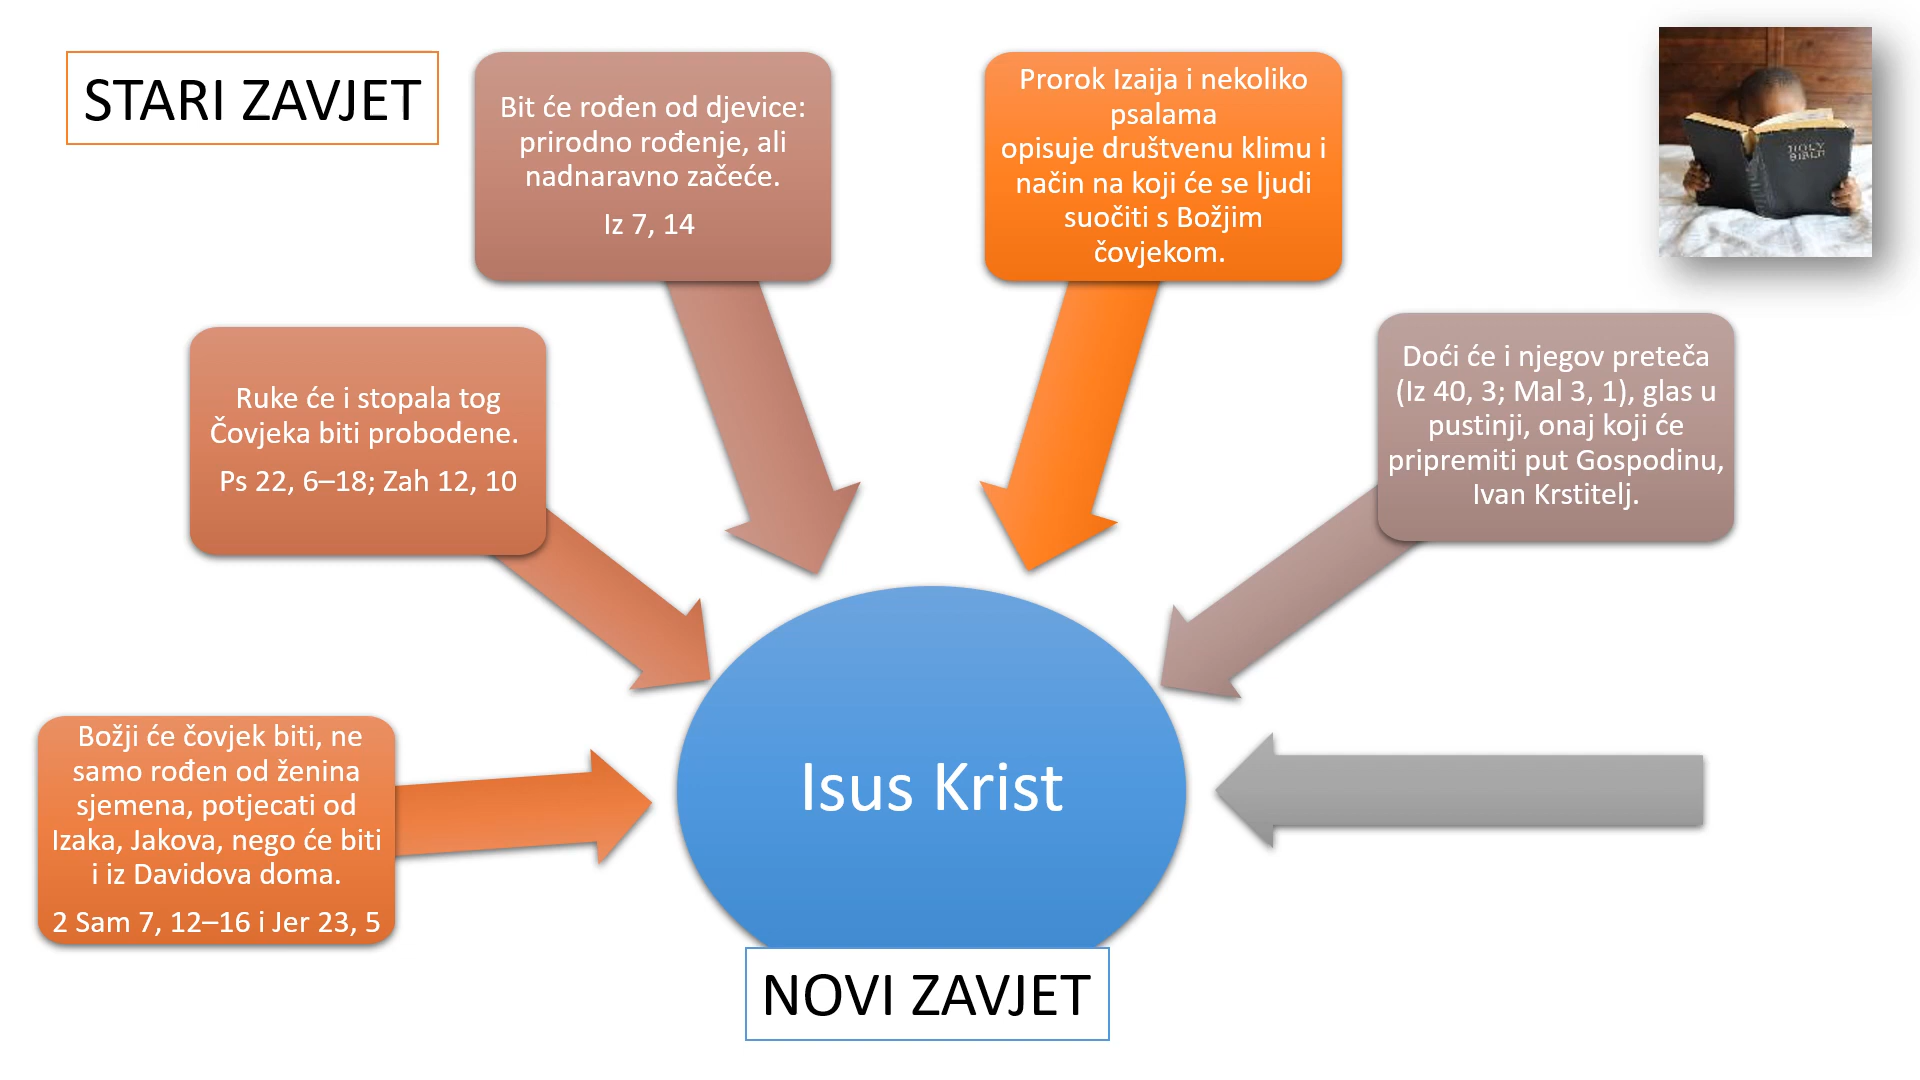 STARI ZAVJET
Bit će rođen od djevice:
prirodno rođenje, ali
nadnaravno začeće.
Iz 7, 14
Prorok Izaija i nekoliko
psalama
opisuje društvenu klimu i
način na koji će se ljudi
suočiti s Božjim
čovjekom.
HOLY
BIBLE
Ruke će i stopala tog
Čovjeka biti probodene.
Ps 22, 6–18; Zah 12, 10
Doći će i njegov preteča
(Iz 40, 3; Mal 3, 1), glas u
pustinji, onaj koji će
pripremiti put Gospodinu,
Ivan Krstitelj.
Božji će čovjek biti, ne
samo rođen od ženina
sjemena, potjecati od
Izaka, Jakova, nego će biti
i iz Davidova doma.
2 Sam 7, 12–16 i Jer 23, 5
Isus Krist
NOVI ZAVJET